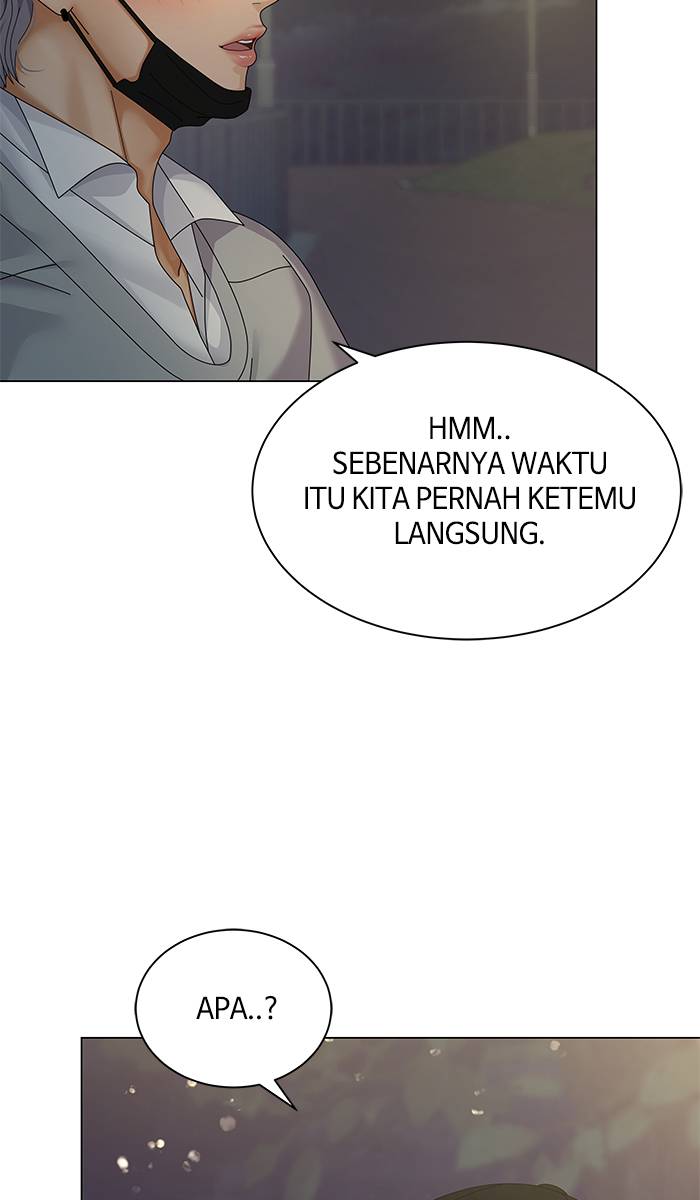 HMM..
SEBENARNYA WAKTU
ITU KITA PERNAH KETEMU
LANGSUNG.
APA..?